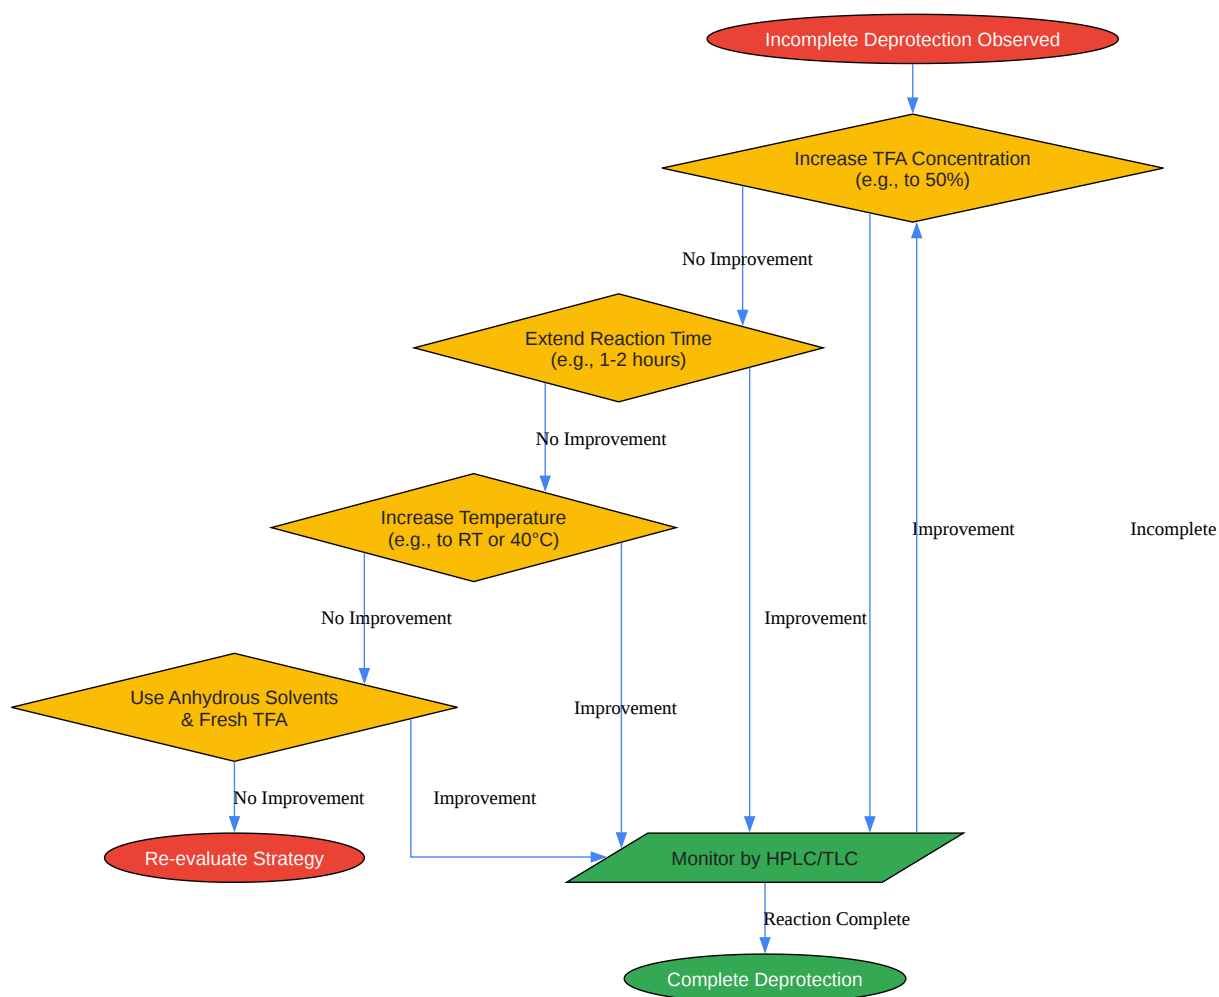 Incomplete Deprotection Observed
Increase TFA Concentration
(e.g., to 50%)
No Improvement
Extend Reaction Time
(e.g., 1-2 hours)
No Improvement
Increase Temperature
(e.g., to RT or 40°C)
Improvement
Incomplete
No Improvement
Improvement
Use Anhydrous Solvents
& Fresh TFA
Improvement
No Improvement
Improvement
Re-evaluate Strategy
Monitor by HPLC/TLC
Reaction Complete
Complete Deprotection